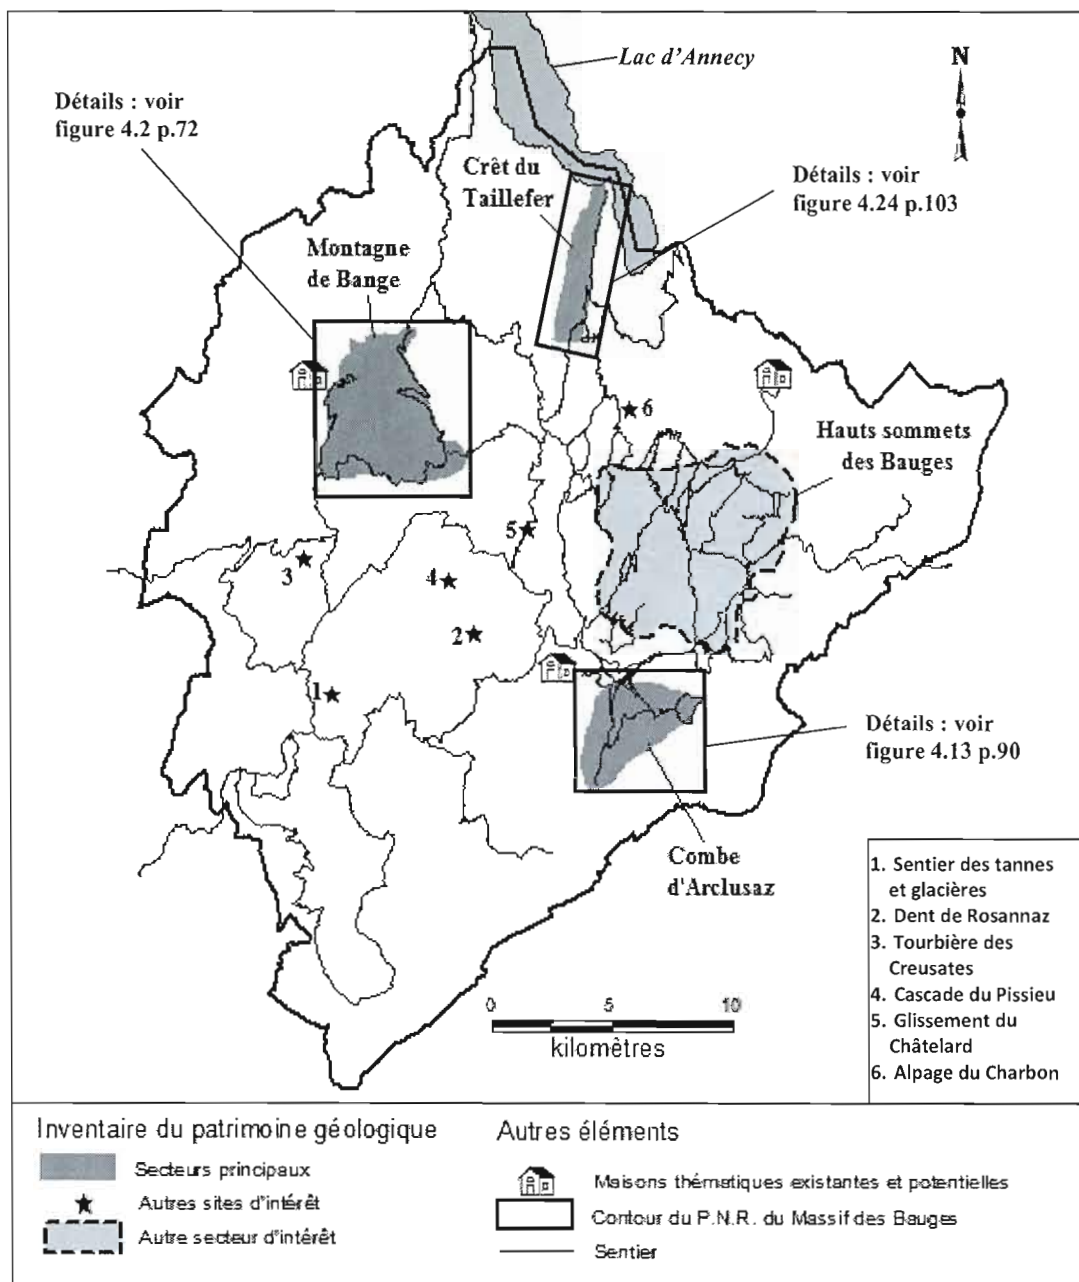 Lac d'Annecy
N
Détails : voir
figure 4.2 p.72
Crêt du
Taillefer
Détails : voir
figure 4.24 p.103
Montagne
de Bange
6
Hauts sommets
des Bauges
5
3
4
2
1
Détails : voir
figure 4.13 p.90
Combe
d'Arclusaz
1. Sentier des tannes
et glacières
2. Dent de Rosannaz
3. Tourbière des
Creusates
4. Cascade du Pissieu
5. Glissement du
Châtelard
6. Alpage du Charbon
0 5 10
kilomètres
Inventaire du patrimoine géologique
Secteurs principaux
Autres sites d'intérêt
Autre secteur d'intérêt
Autres éléments
Maisons thématiques existantes et potentielles
Contour du P.N.R. du Massif des Bauges
Sentier